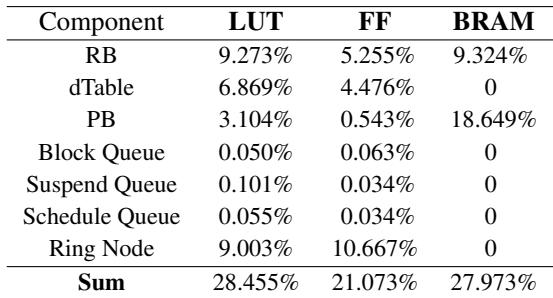 Component LUT FF BRAM
RB 9.273% 5.255% 9.324%
dTable 6.869% 4.476% 0
PB 3.104% 0.543% 18.649%
Block Queue 0.050% 0.063% 0
Suspend Queue 0.101% 0.034% 0
Schedule Queue 0.055% 0.034% 0
Ring Node 9.003% 10.667% 0
Sum 28.455% 21.073% 27.973%